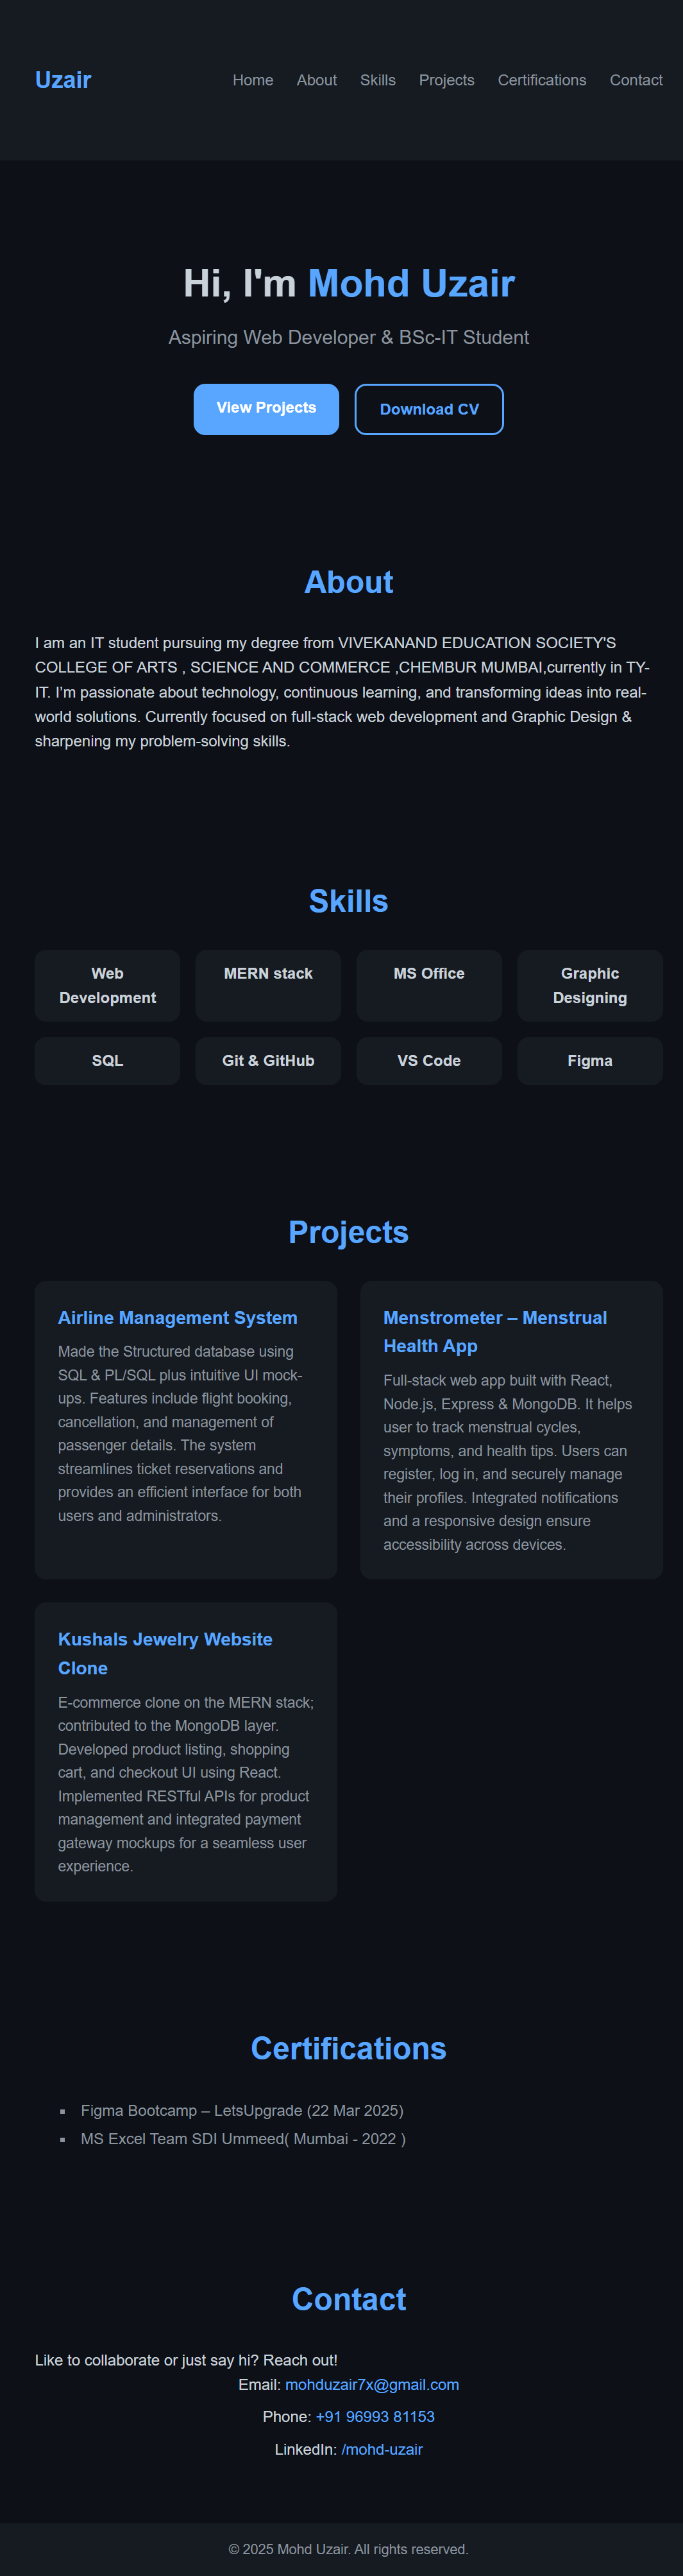 Uzair
Home About Skills Projects Certifications Contact
Hi, I'm Mohd Uzair
Aspiring Web Developer & BSc-IT Student
View Projects
Download CV
About
I am an IT student pursuing my degree from VIVEKANAND EDUCATION SOCIETY'S
COLLEGE OF ARTS , SCIENCE AND COMMERCE ,CHEMBUR MUMBAI,currently in TY-
IT. I’m passionate about technology, continuous learning, and transforming ideas into real-
world solutions. Currently focused on full-stack web development and Graphic Design &
sharpening my problem-solving skills.
Skills
Web
Development
MERN stack
MS Office
Graphic
Designing
SQL
Git & GitHub
VS Code
Figma
Projects
Airline Management System
Made the Structured database using
SQL & PL/SQL plus intuitive UI mock-
ups. Features include flight booking,
cancellation, and management of
passenger details. The system
streamlines ticket reservations and
provides an efficient interface for both
users and administrators.
Menstrometer – Menstrual
Health App
Full-stack web app built with React,
Node.js, Express & MongoDB. It helps
user to track menstrual cycles,
symptoms, and health tips. Users can
register, log in, and securely manage
their profiles. Integrated notifications
and a responsive design ensure
accessibility across devices.
Kushals Jewelry Website
Clone
E-commerce clone on the MERN stack;
contributed to the MongoDB layer.
Developed product listing, shopping
cart, and checkout UI using React.
Implemented RESTful APIs for product
management and integrated payment
gateway mockups for a seamless user
experience.
Certifications
▪ Figma Bootcamp – LetsUpgrade (22 Mar 2025)
▪ MS Excel Team SDI Ummeed( Mumbai - 2022 )
Contact
Like to collaborate or just say hi? Reach out!
Email: mohduzair7x@gmail.com
Phone: +91 96993 81153
LinkedIn: /mohd-uzair
© 2025 Mohd Uzair. All rights reserved.